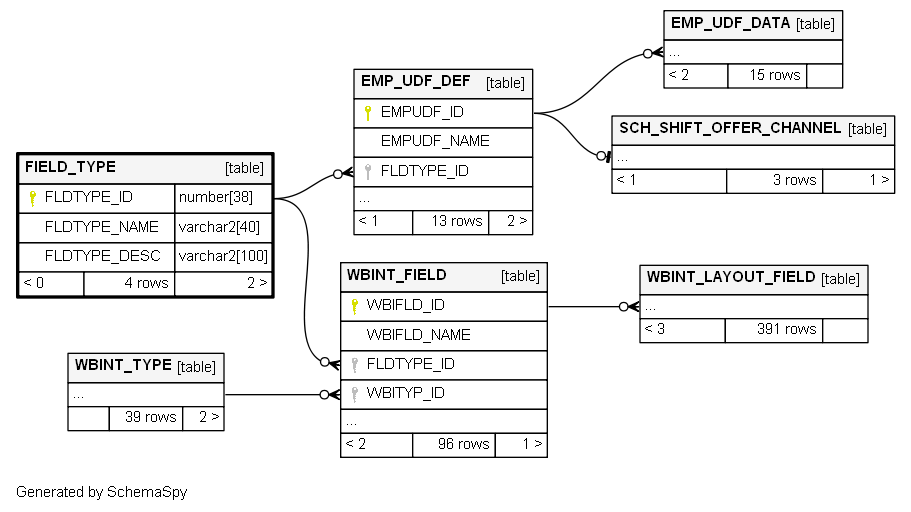 EMP_UDF_DATA [table]
...
< 2 15 rows
EMP_UDF_DEF [table]
EMPUDF_ID
EMPUDF_NAME
FLDTYPE_ID
...
< 1 13 rows 2 >
SCH_SHIFT_OFFER_CHANNEL [table]
...
< 1 3 rows 1 >
FIELD_TYPE [table]
FLDTYPE_ID number[38]
FLDTYPE_NAME varchar2[40]
FLDTYPE_DESC varchar2[100]
< 0 4 rows 2 >
WBINT_FIELD [table]
WBIFLD_ID
WBIFLD_NAME
FLDTYPE_ID
WBITYP_ID
...
< 2 96 rows 1 >
WBINT_LAYOUT_FIELD [table]
...
< 3 391 rows
WBINT_TYPE [table]
...
39 rows 2 >
Generated by SchemaSpy